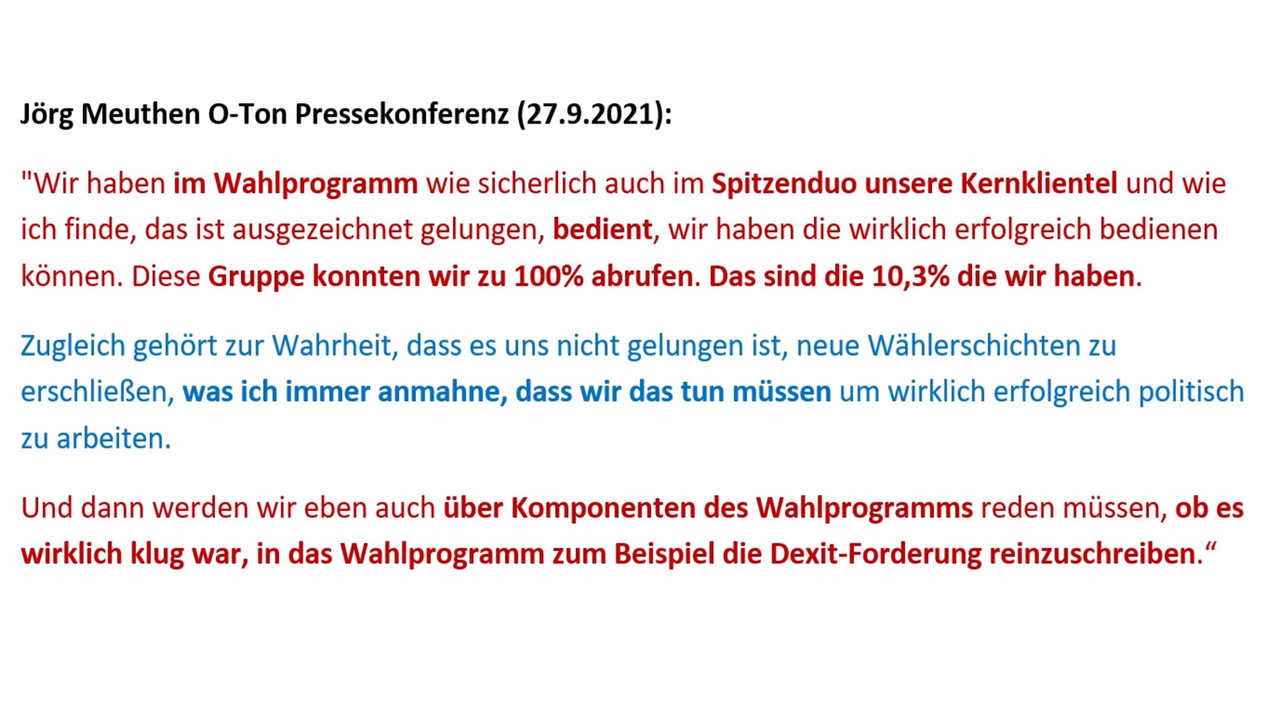 Jörg Meuthen O-Ton Pressekonferenz (27.9.2021):
"Wir haben im Wahlprogramm wie sicherlich auch im Spitzenduo unsere Kernklientel und wie
ich finde, das ist ausgezeichnet gelungen, bedient, wir haben die wirklich erfolgreich bedienen
können. Diese Gruppe konnten wir zu 100% abrufen. Das sind die 10,3% die wir haben.
Zugleich gehört zur Wahrheit, dass es uns nicht gelungen ist, neue Wählerschichten zu
erschließen, was ich immer anmahne, dass wir das tun müssen um wirklich erfolgreich politisch
zu arbeiten.
Und dann werden wir eben auch über Komponenten des Wahlprogramms reden müssen, ob es
wirklich klug war, in das Wahlprogramm zum Beispiel die Dexit-Forderung reinzuschreiben.“